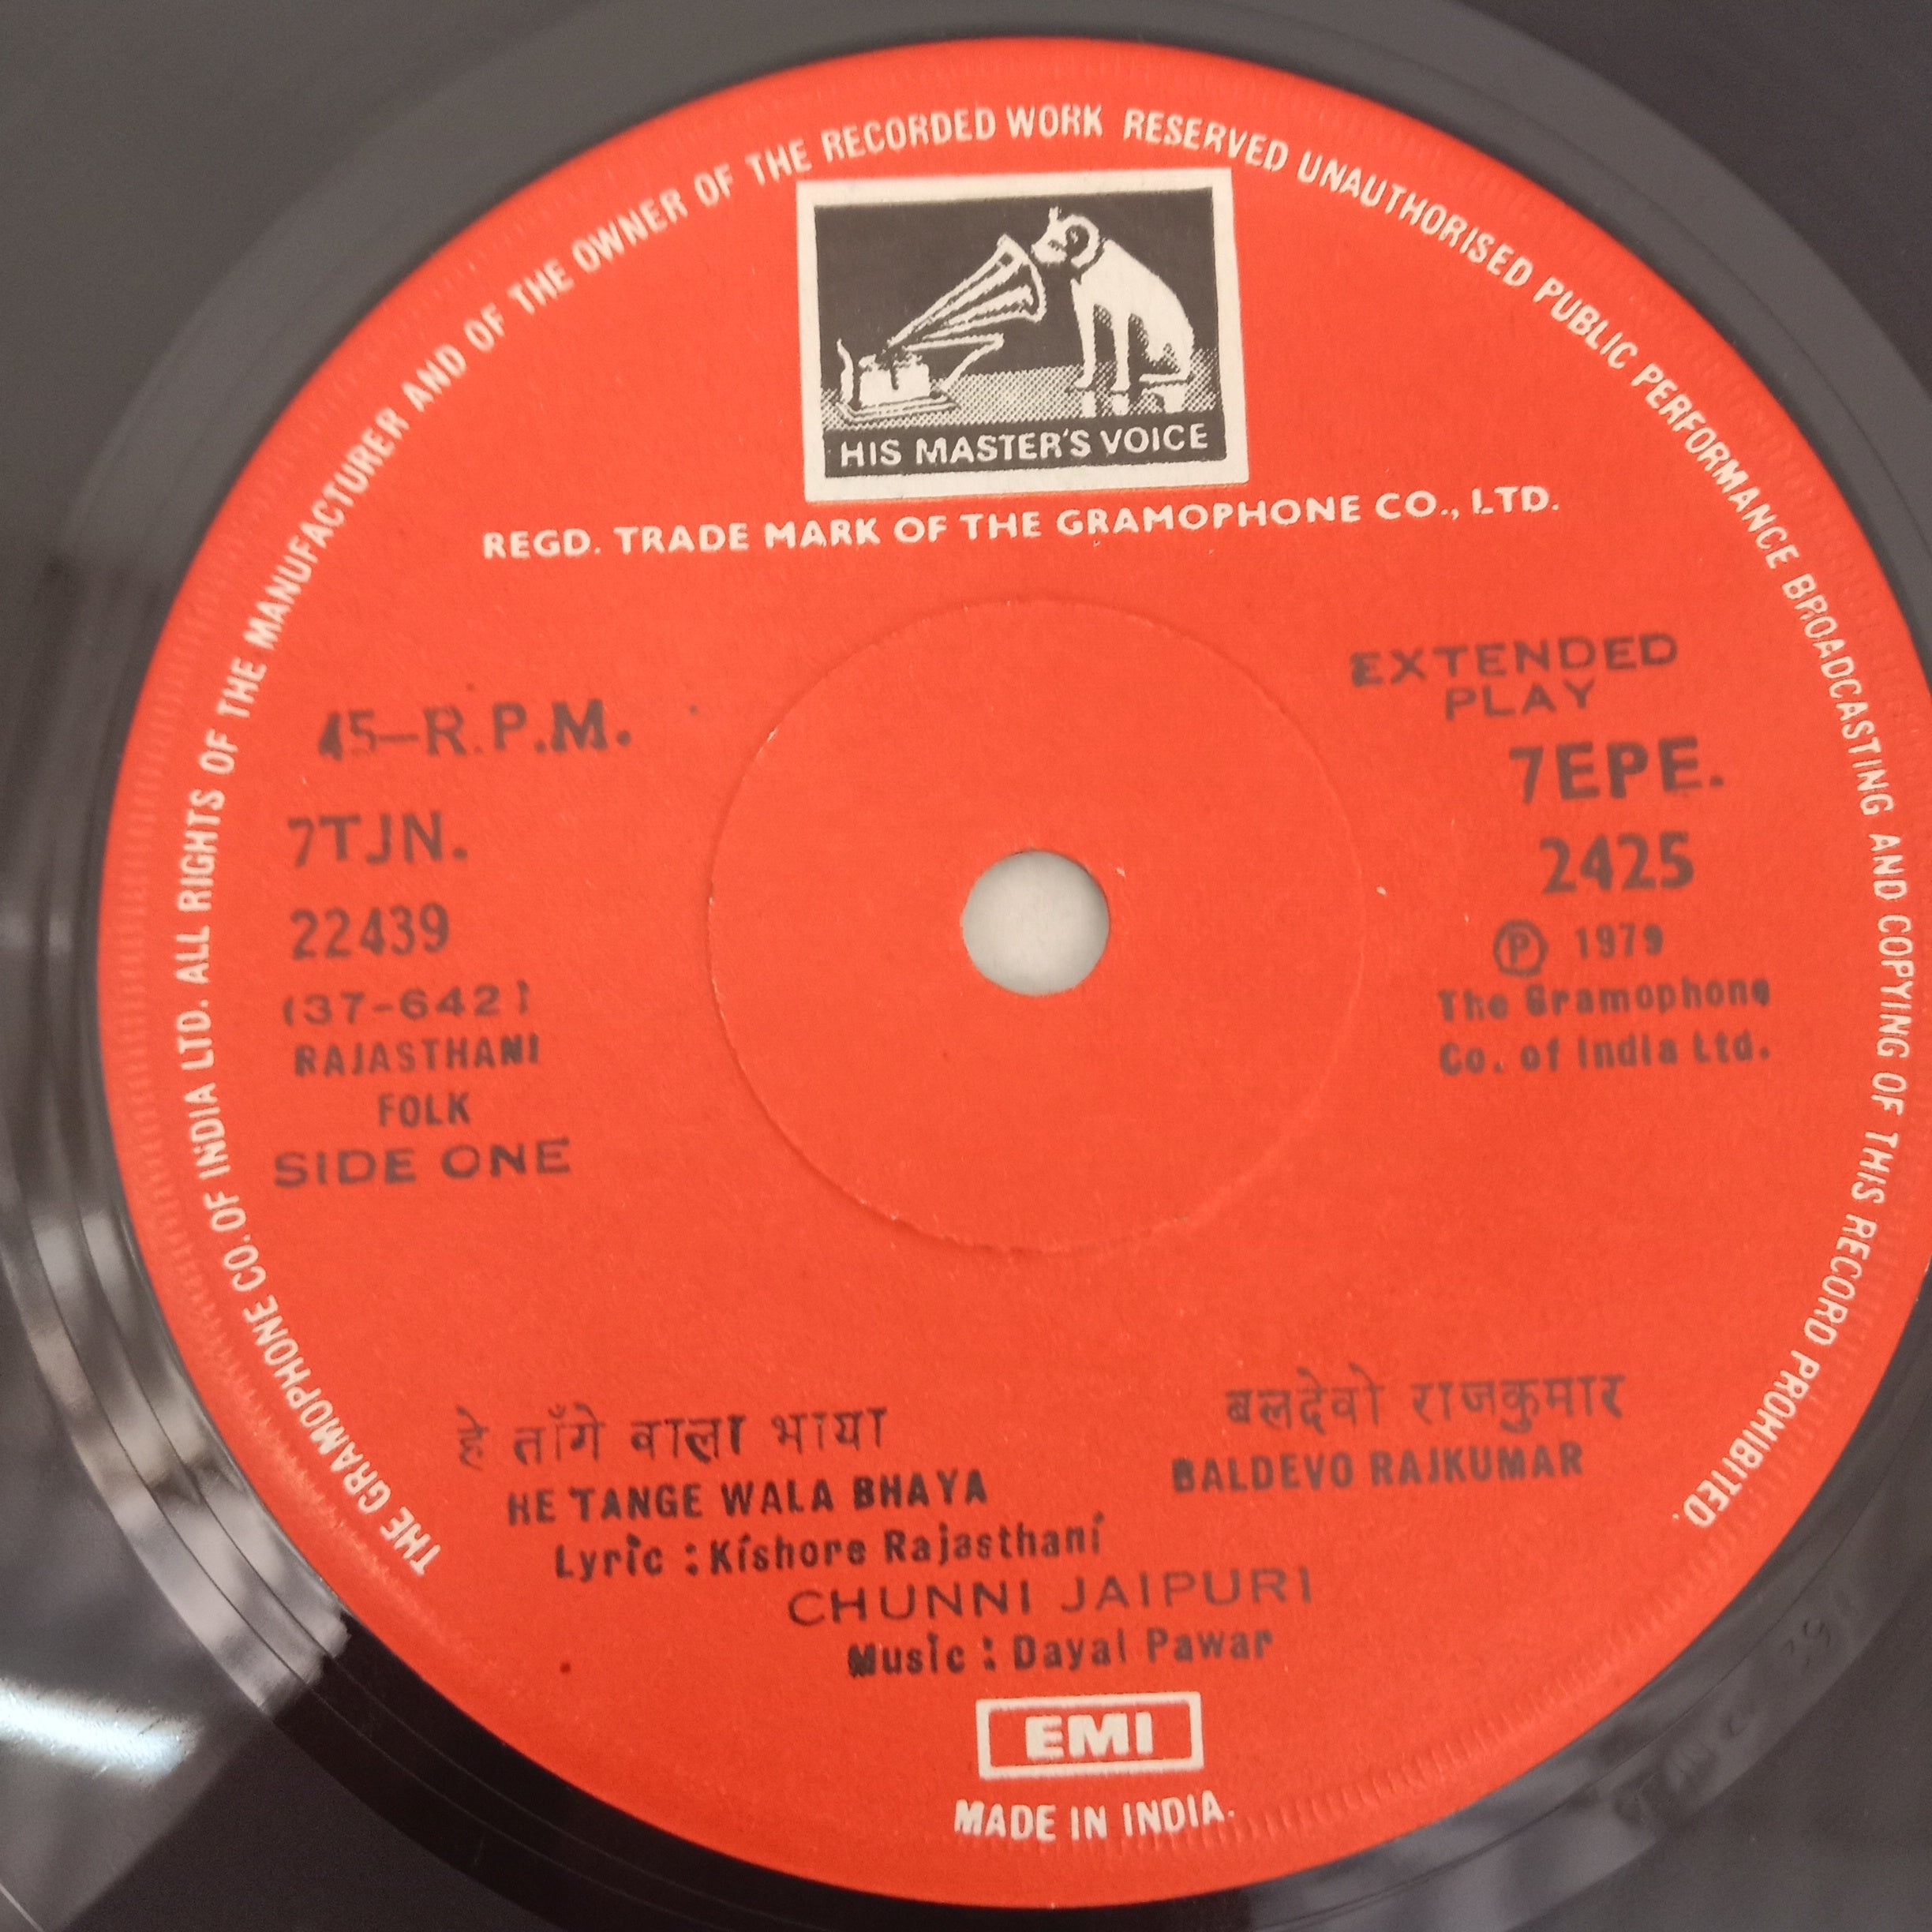 THE GRAMOPHONE CO. OF INDIA LTD. ALL RIGHTS OF THE MANUFACTURER AND OF THE OWNER OF THE RECORDED WORK RESERVED UNAUTHORISED PUBLIC PERFORMANCE BROADCASTING AND COPYING OF THIS RECORD PROHIBITED.
HIS MASTER'S VOICE
REGD. TRADE MARK OF THE GRAMOPHONE CO., LTD.
45-R.P.M.
7TJN.
22439
(37-642)
RAJASTHANI
FOLK
SIDE ONE
EXTENDED
PLAY
7EPE.
2425
Ⓟ 1979
The Gramophone
Co. of India Ltd.
हे ताँगे वाला भाया
HE TANGE WALA BHAYA
Lyric : Kishore Rajasthani
बलदेवो राजकुमार
BALDEVO RAJKUMAR
CHUNNI JAIPURI
Music : Dayal Pawar
EMI
MADE IN INDIA.